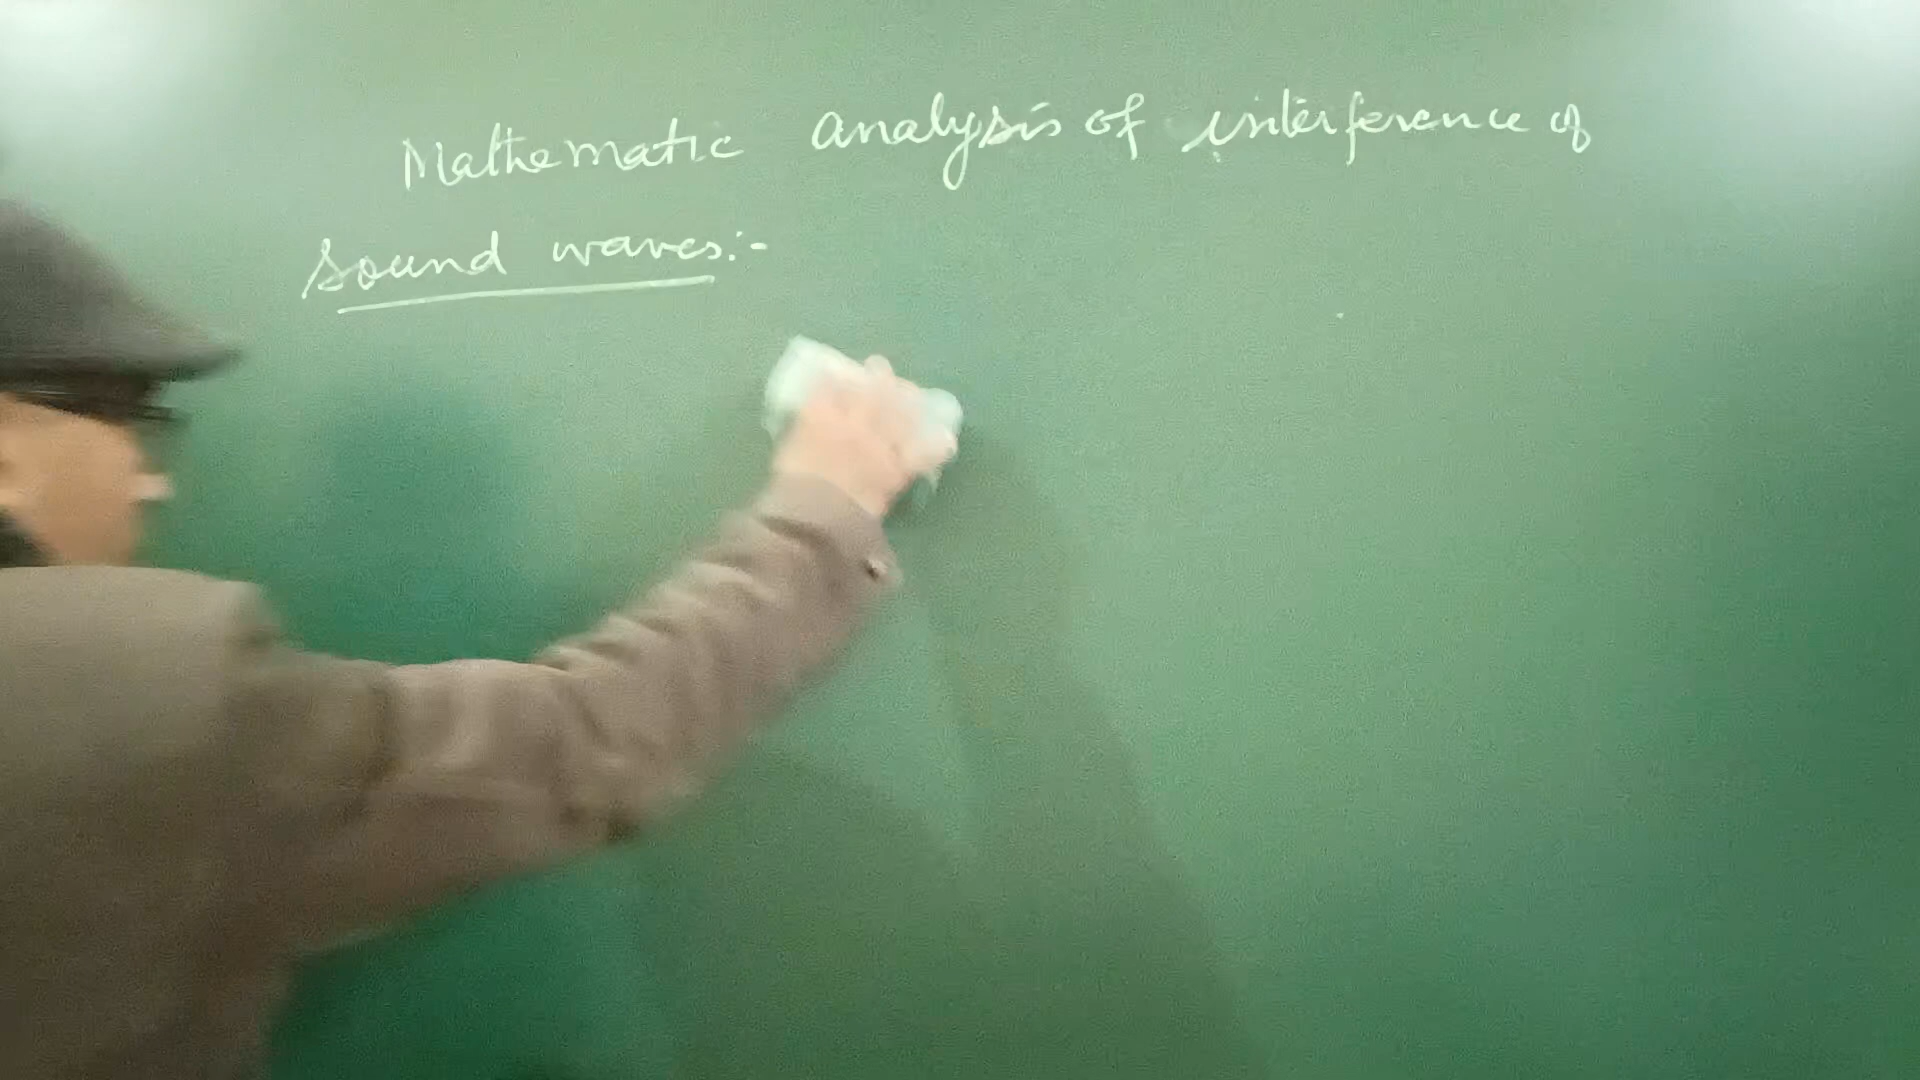 Mathematic analysis of interference of
sound waves:-